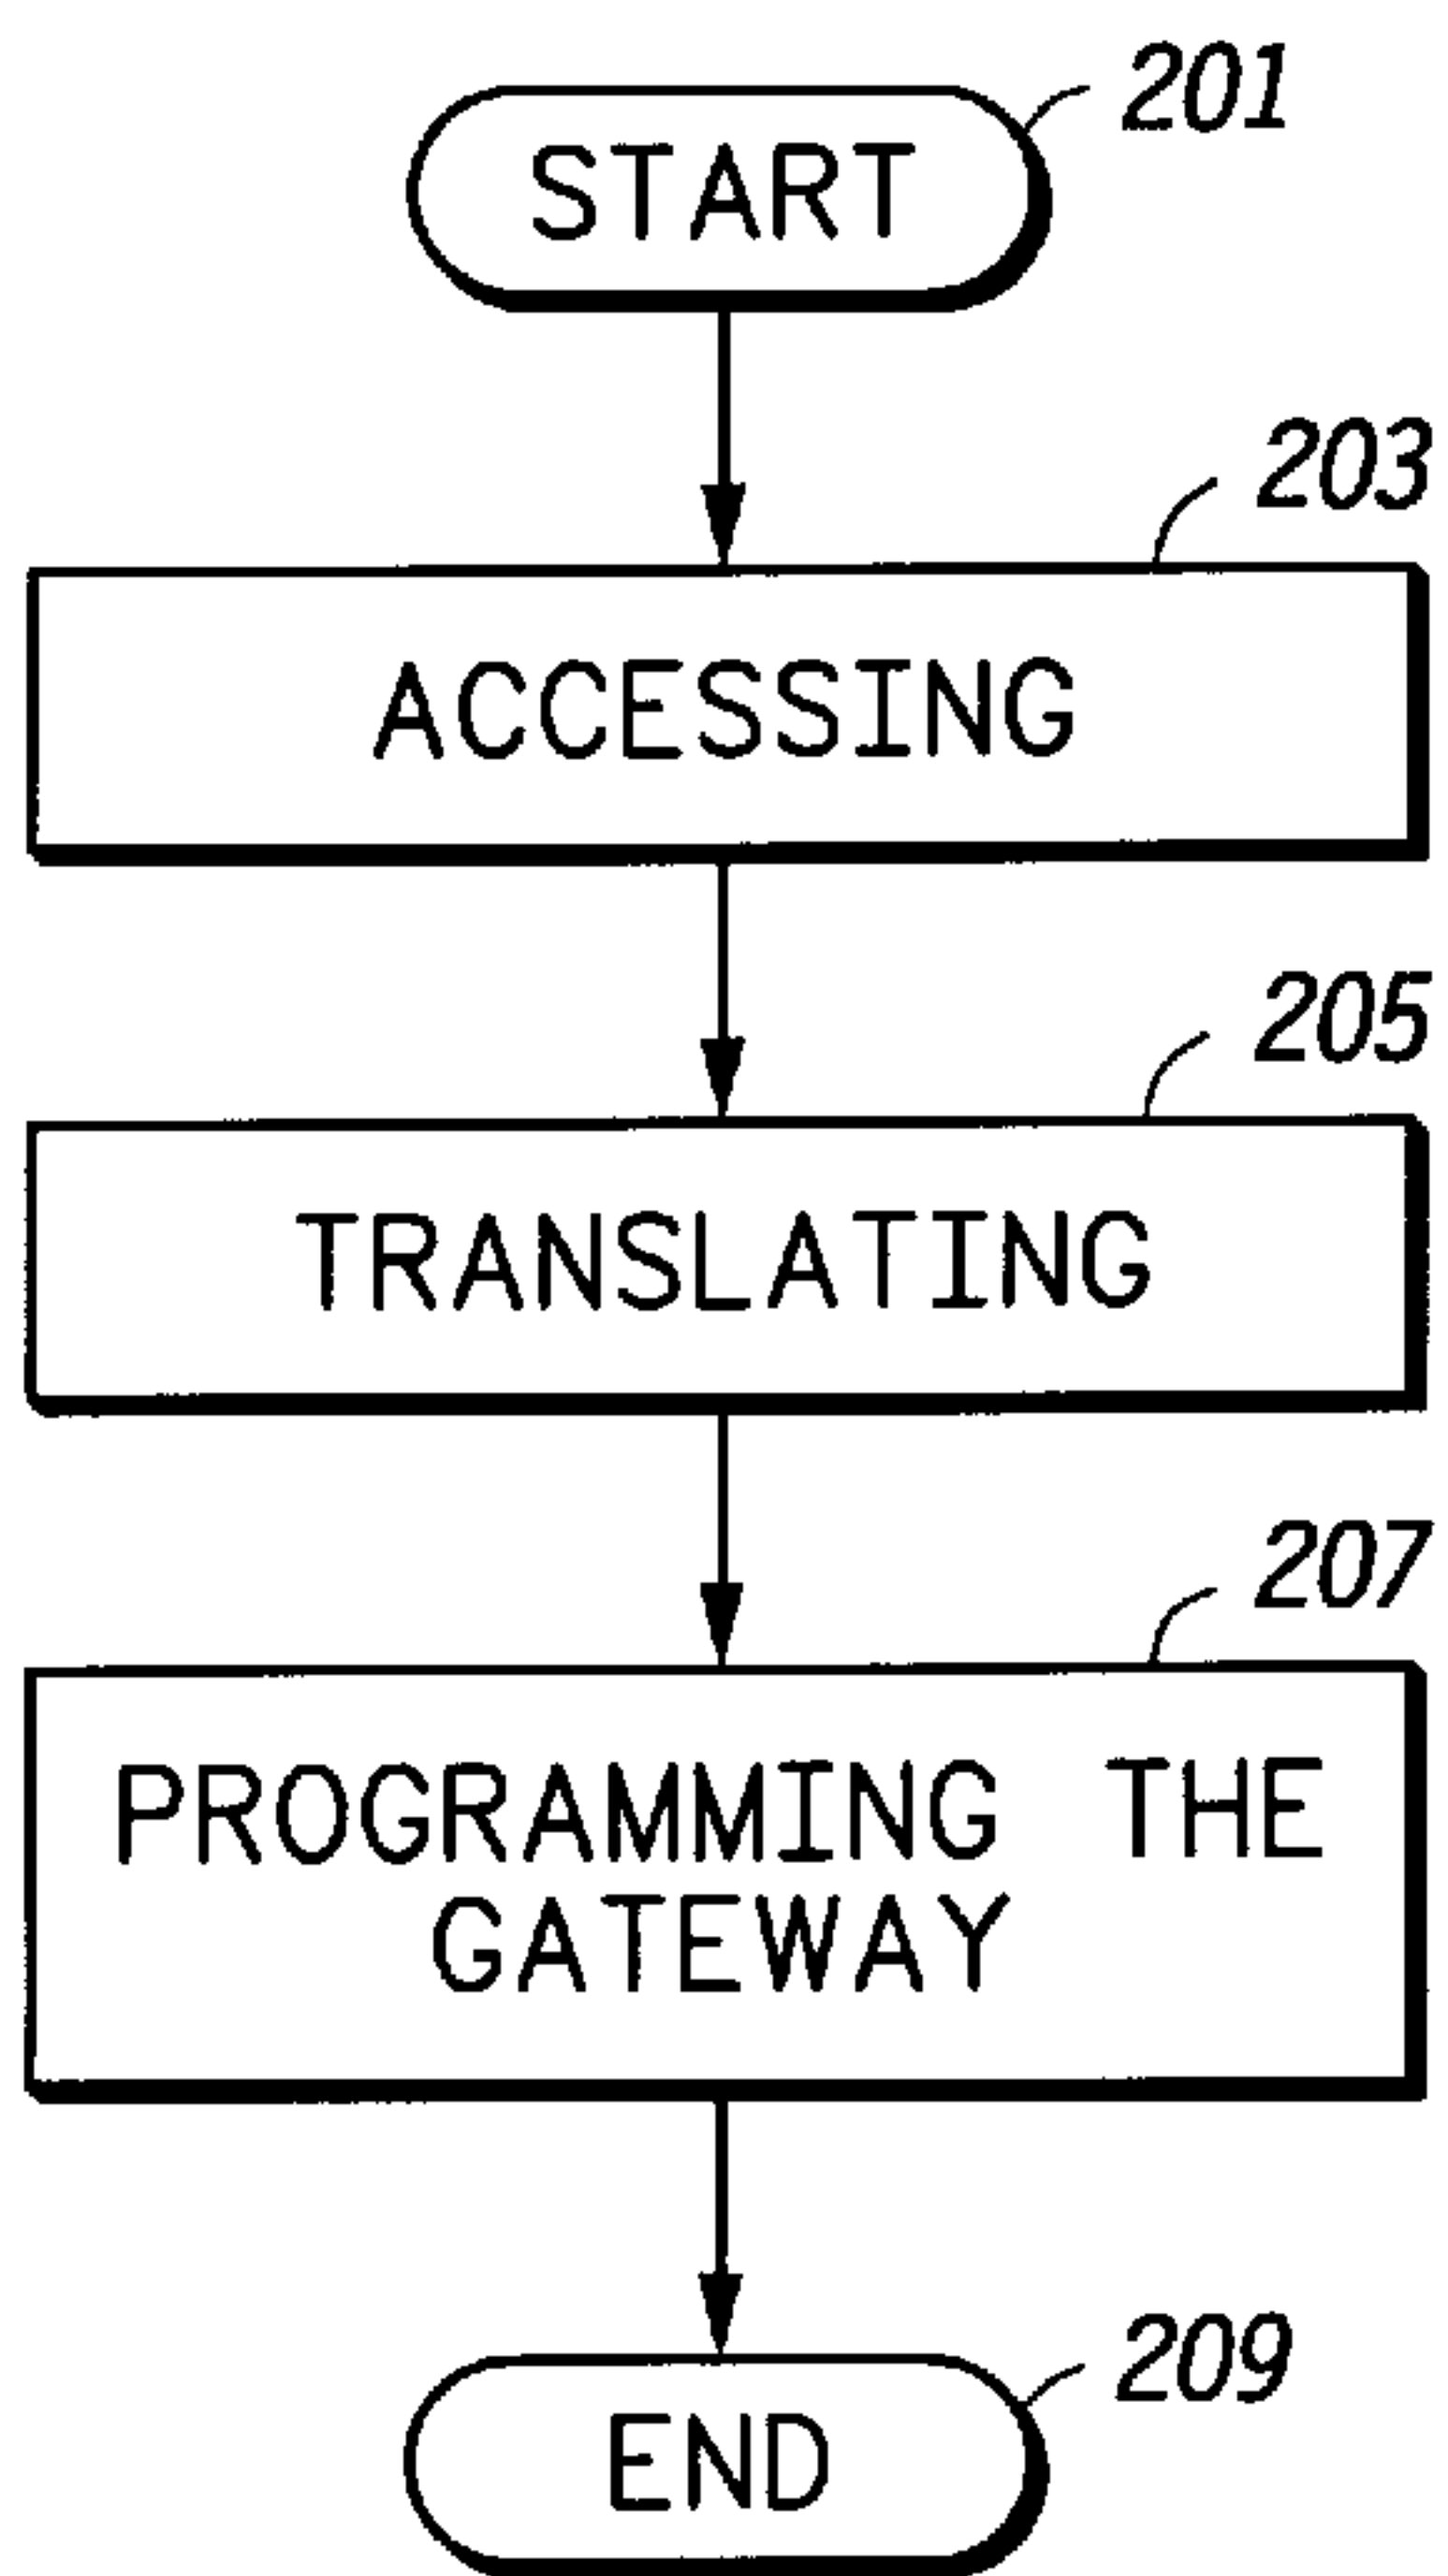 201
START
203
ACCESSING
205
TRANSLATING
207
PROGRAMMING THE
GATEWAY
209
END